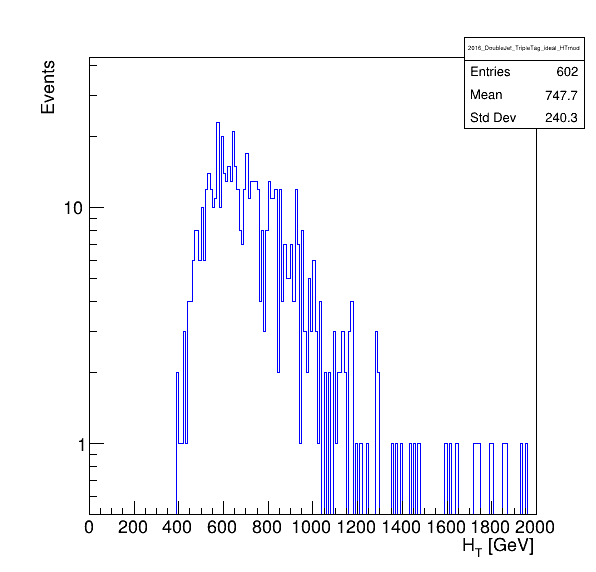 2016_DoubleJet_TripleTag_ideal_HTmod
Entries 602
Mean 747.7
Std Dev 240.3
Events
10
1
0 200 400 600 800 1000 1200 1400 1600 1800 2000
H_T [GeV]